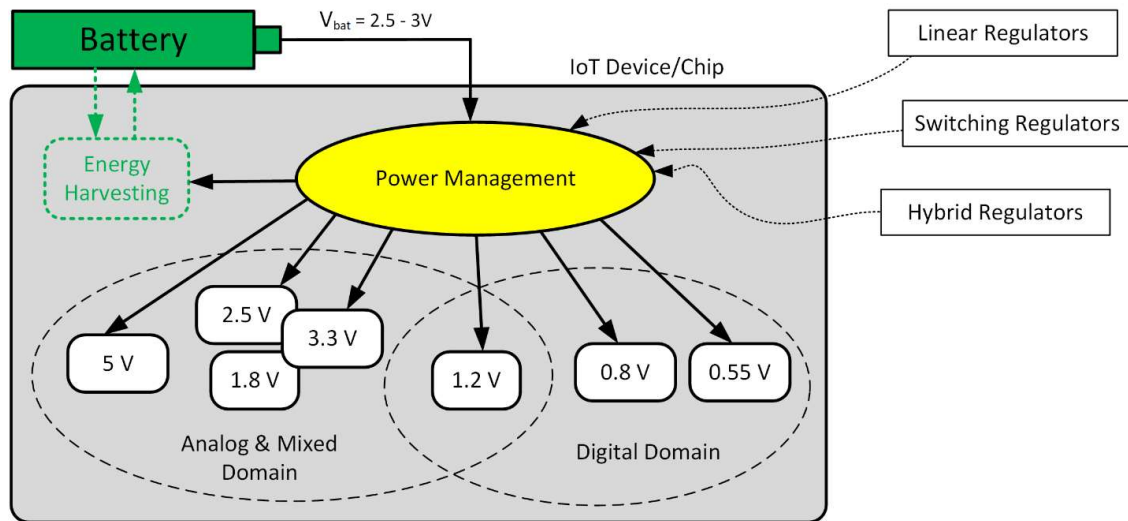 Battery
V_bat = 2.5 - 3V
Linear Regulators
IoT Device/Chip
Switching Regulators
Energy
Harvesting
Power Management
Hybrid Regulators
2.5 V
3.3 V
5 V
1.8 V
1.2 V
0.8 V
0.55 V
Analog & Mixed
Domain
Digital Domain